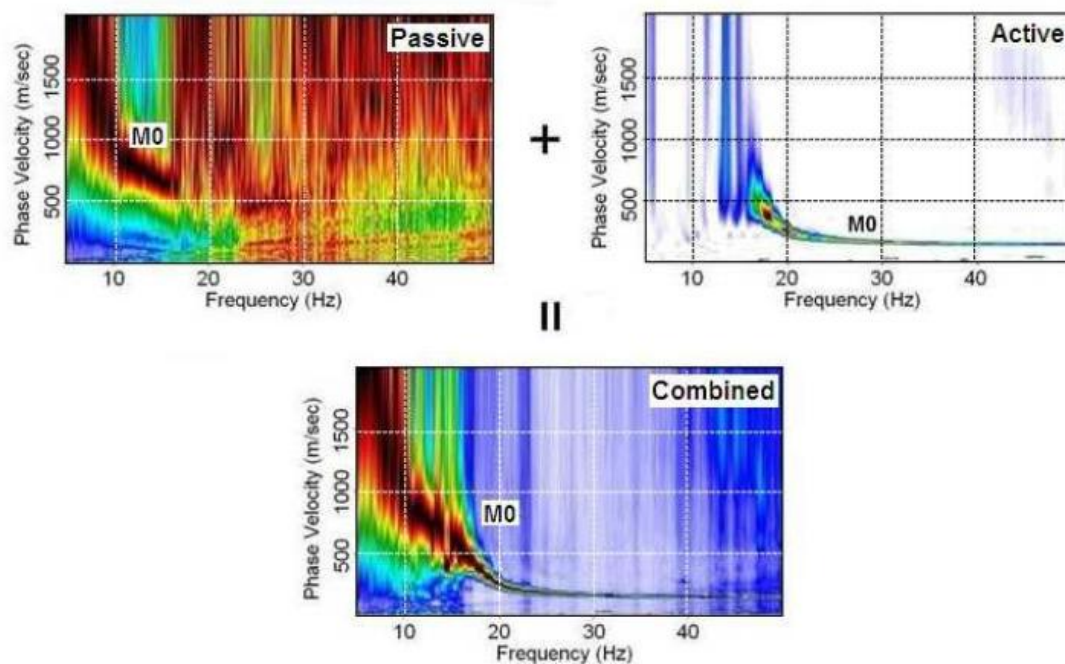 Passive
M0
1500
1000
500
Phase Velocity (m/sec)
10 20 30 40
Frequency (Hz)
+
Active
M0
1500
1000
500
Phase Velocity (m/sec)
10 20 30 40
Frequency (Hz)
=
Combined
M0
1500
1000
500
Phase Velocity (m/sec)
10 20 30 40
Frequency (Hz)